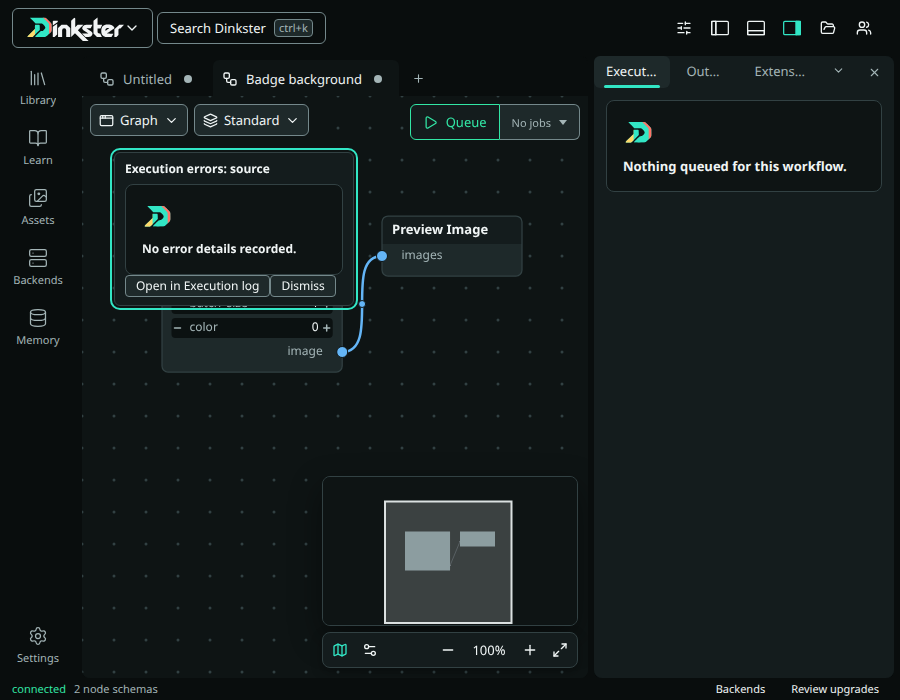 Dinkster
Search Dinkster ctrl+k
Library
Learn
Assets
Backends
Memory
Settings
Untitled
Badge background
Graph
Standard
Queue
No jobs
Execution errors: source
No error details recorded.
Open in Execution log
Dismiss
color 0
image
Preview Image
images
100%
Execut...
Out...
Extens...
Nothing queued for this workflow.
connected 2 node schemas
Backends
Review upgrades